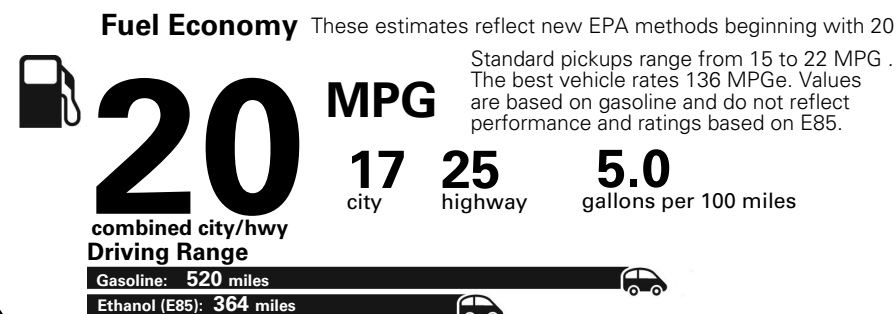 Fuel Economy These estimates reflect new EPA methods beginning with 20
Standard pickups range from 15 to 22 MPG .
The best vehicle rates 136 MPGe. Values
are based on gasoline and do not reflect
performance and ratings based on E85.
20 MPG
17 25 5.0
city highway gallons per 100 miles
combined city/hwy
Driving Range
Gasoline: 520 miles
Ethanol (E85): 364 miles